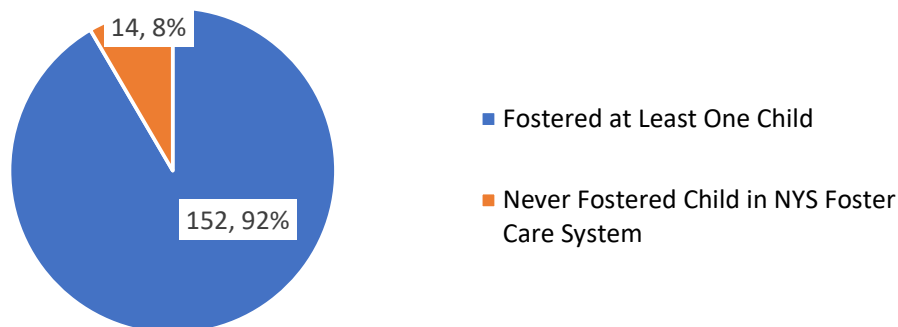 14, 8%
152, 92%
Fostered at Least One Child
Never Fostered Child in NYS Foster
Care System